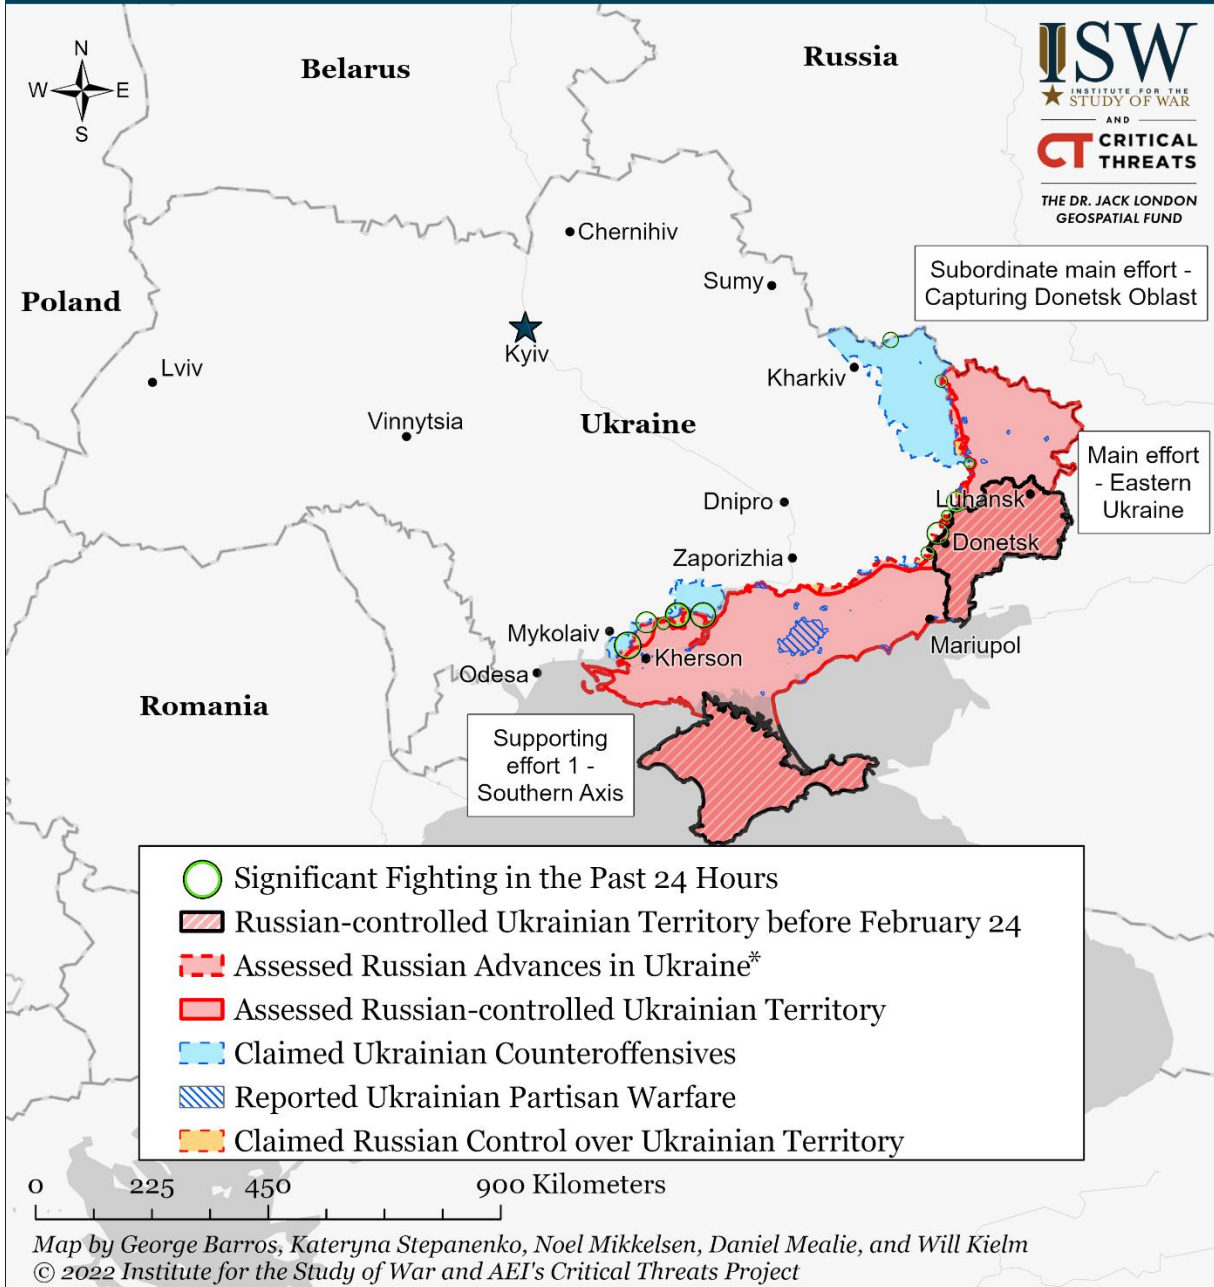 N
W E
S
Belarus
Russia
ISW
INSTITUTE FOR THE
STUDY OF WAR
AND
CT CRITICAL
THREATS
THE DR. JACK LONDON
GEOSPATIAL FUND
Chernihiv
Sumy
Subordinate main effort -
Capturing Donetsk Oblast
Poland
Kyiv
Lviv
Kharkiv
Vinnytsia
Ukraine
Main effort
- Eastern
Ukraine
Luhansk
Dnipro
Donetsk
Zaporizhia
Mykolaiv
Mariupol
Kherson
Odesa
Romania
Supporting
effort 1 -
Southern Axis
Significant Fighting in the Past 24 Hours
Russian-controlled Ukrainian Territory before February 24
Assessed Russian Advances in Ukraine*
Assessed Russian-controlled Ukrainian Territory
Claimed Ukrainian Counteroffensives
Reported Ukrainian Partisan Warfare
Claimed Russian Control over Ukrainian Territory
0 225 450 900 Kilometers
Map by George Barros, Kateryna Stepanenko, Noel Mikkelsen, Daniel Mealie, and Will Kielm
© 2022 Institute for the Study of War and AEI's Critical Threats Project